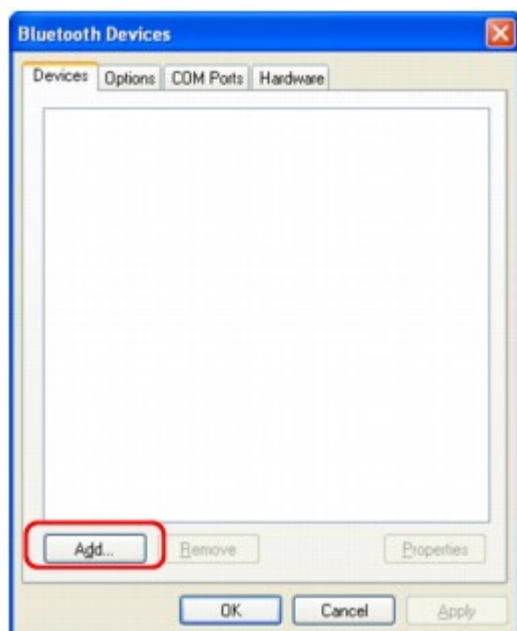 Bluetooth Devices
Devices Options COM Ports Hardware
Add... Remove Properties
OK Cancel Apply